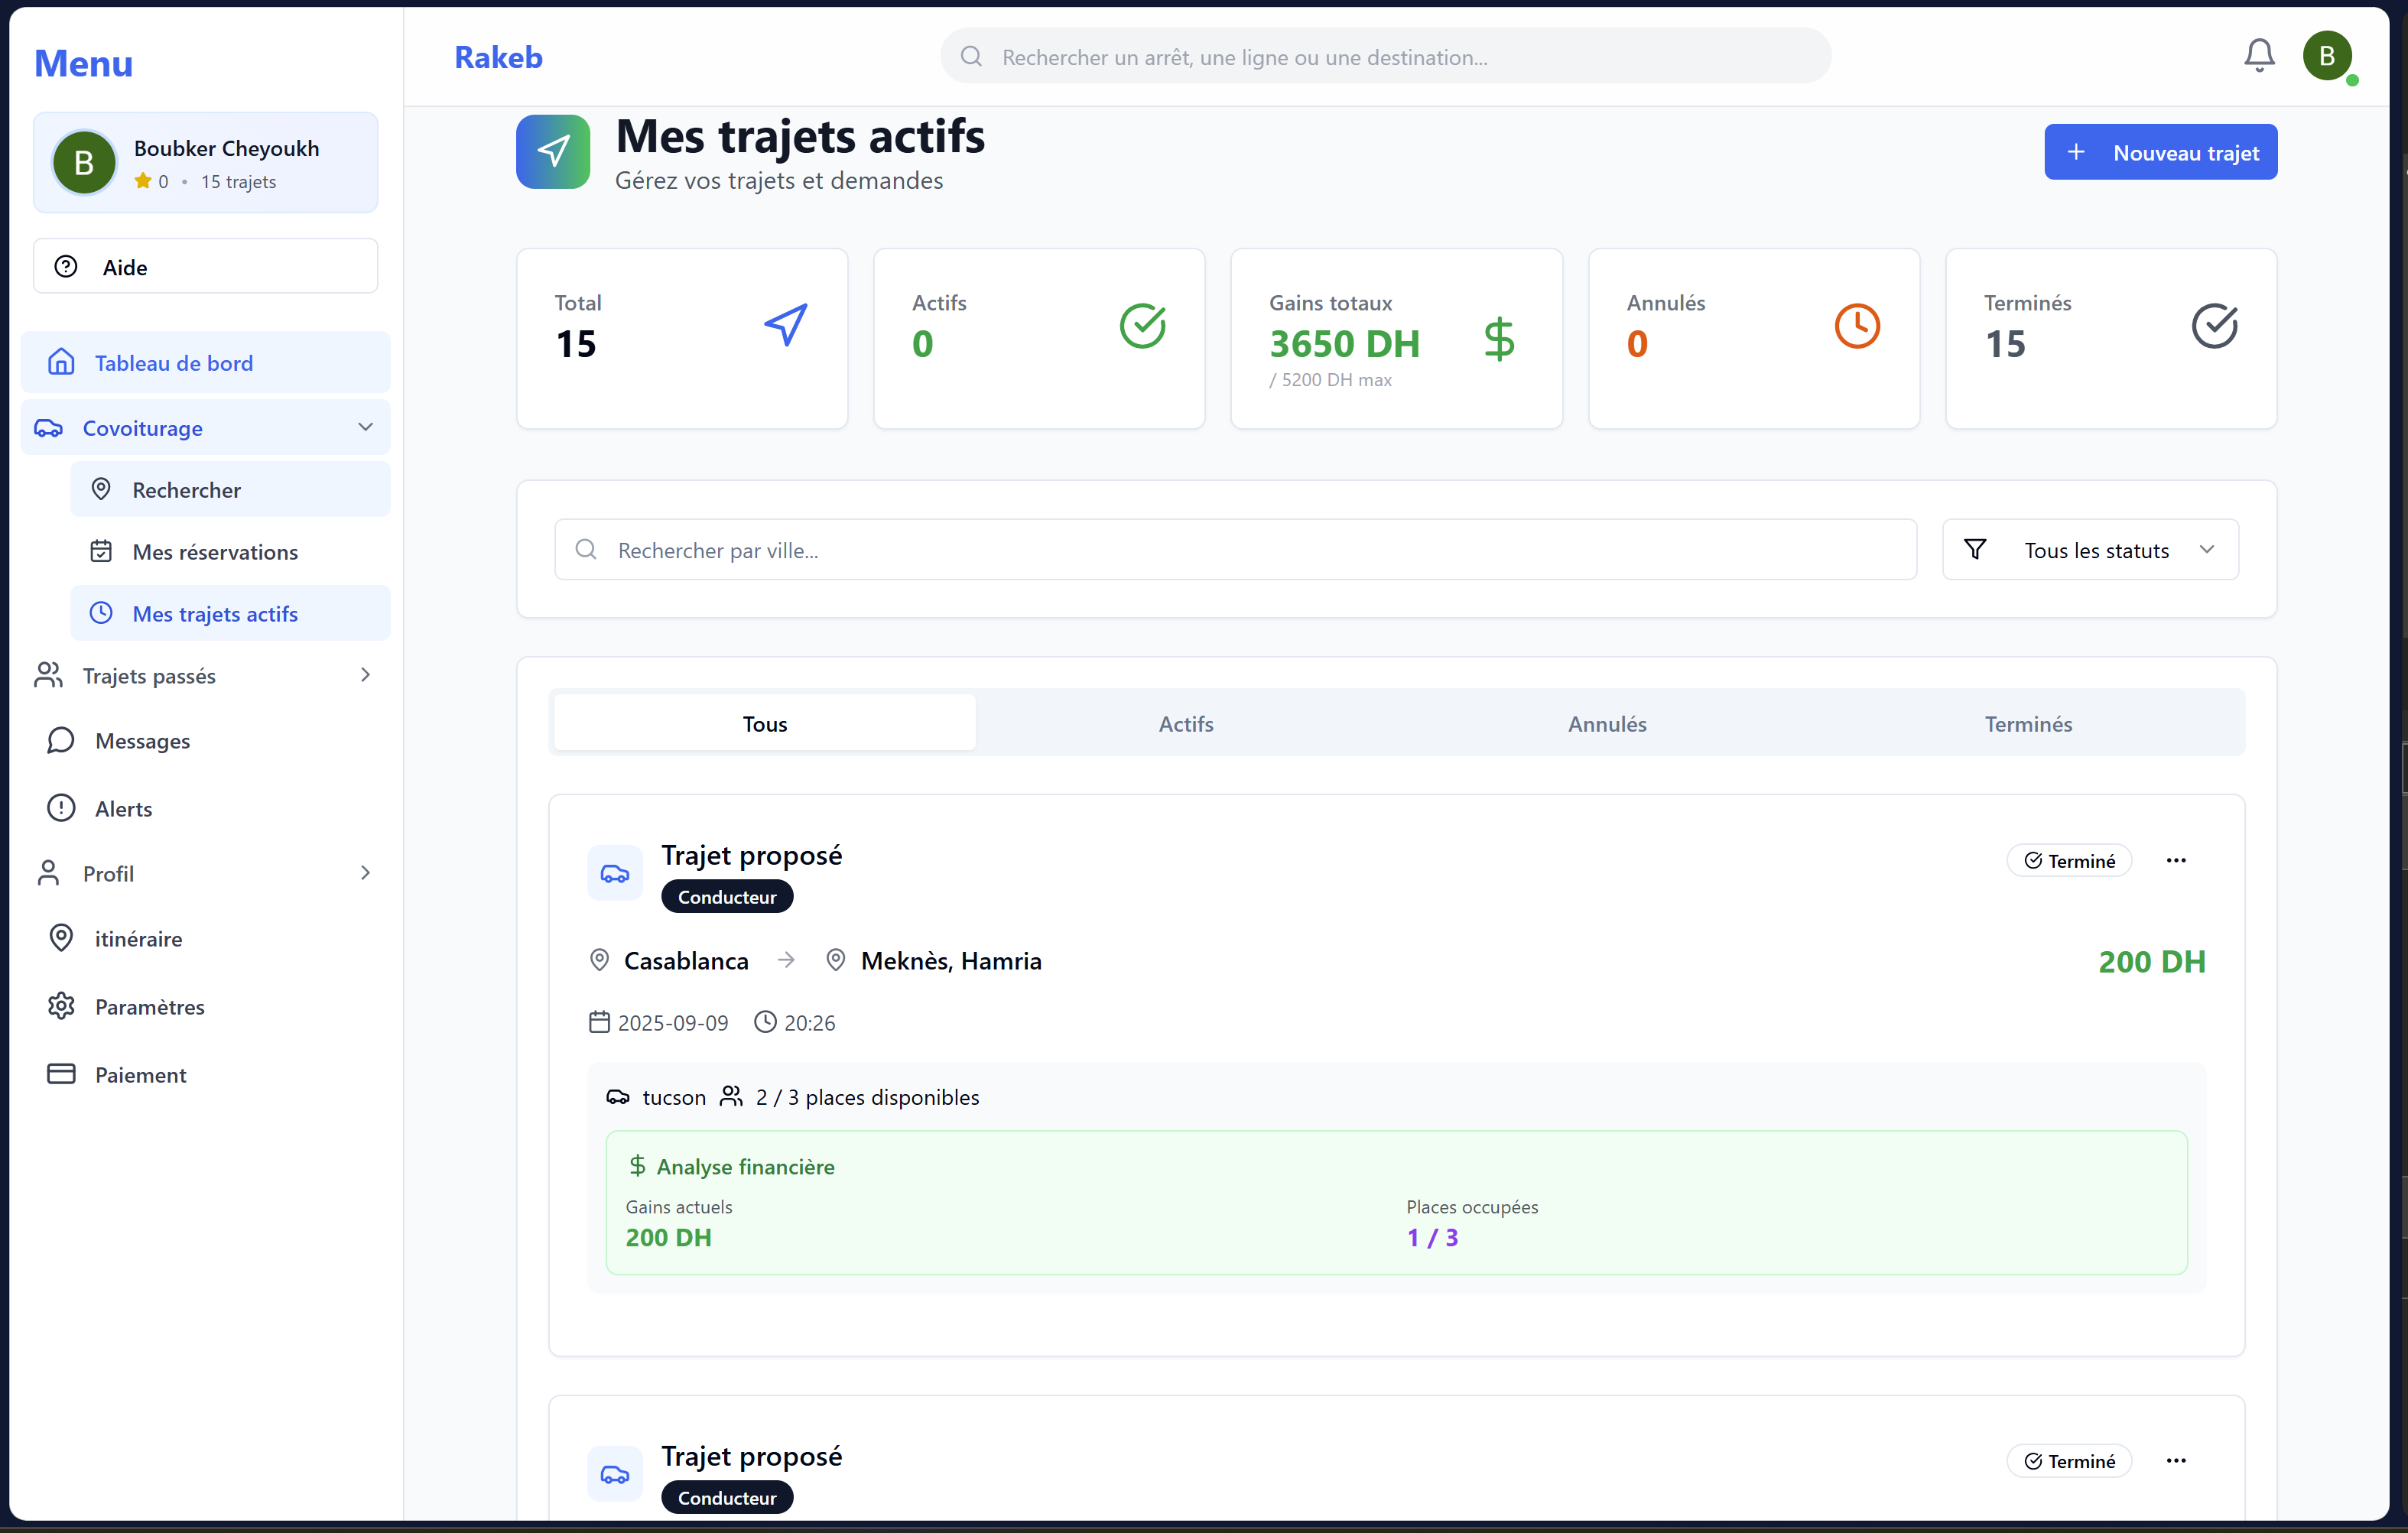 Menu
B
Boubker Cheyoukh
0 • 15 trajets
Aide
Tableau de bord
Covoiturage
Rechercher
Mes réservations
Mes trajets actifs
Trajets passés
Messages
Alerts
Profil
itinéraire
Paramètres
Paiement
Rakeb
Rechercher un arrêt, une ligne ou une destination...
B
Mes trajets actifs
Gérez vos trajets et demandes
+ Nouveau trajet
Total
15
Actifs
0
Gains totaux
3650 DH
/ 5200 DH max
Annulés
0
Terminés
15
Rechercher par ville...
Tous les statuts
Tous
Actifs
Annulés
Terminés
Trajet proposé
Conducteur
Terminé
Casablanca → Meknès, Hamria
200 DH
2025-09-09 20:26
tucson 2 / 3 places disponibles
$ Analyse financière
Gains actuels
200 DH
Places occupées
1 / 3
Trajet proposé
Conducteur
Terminé